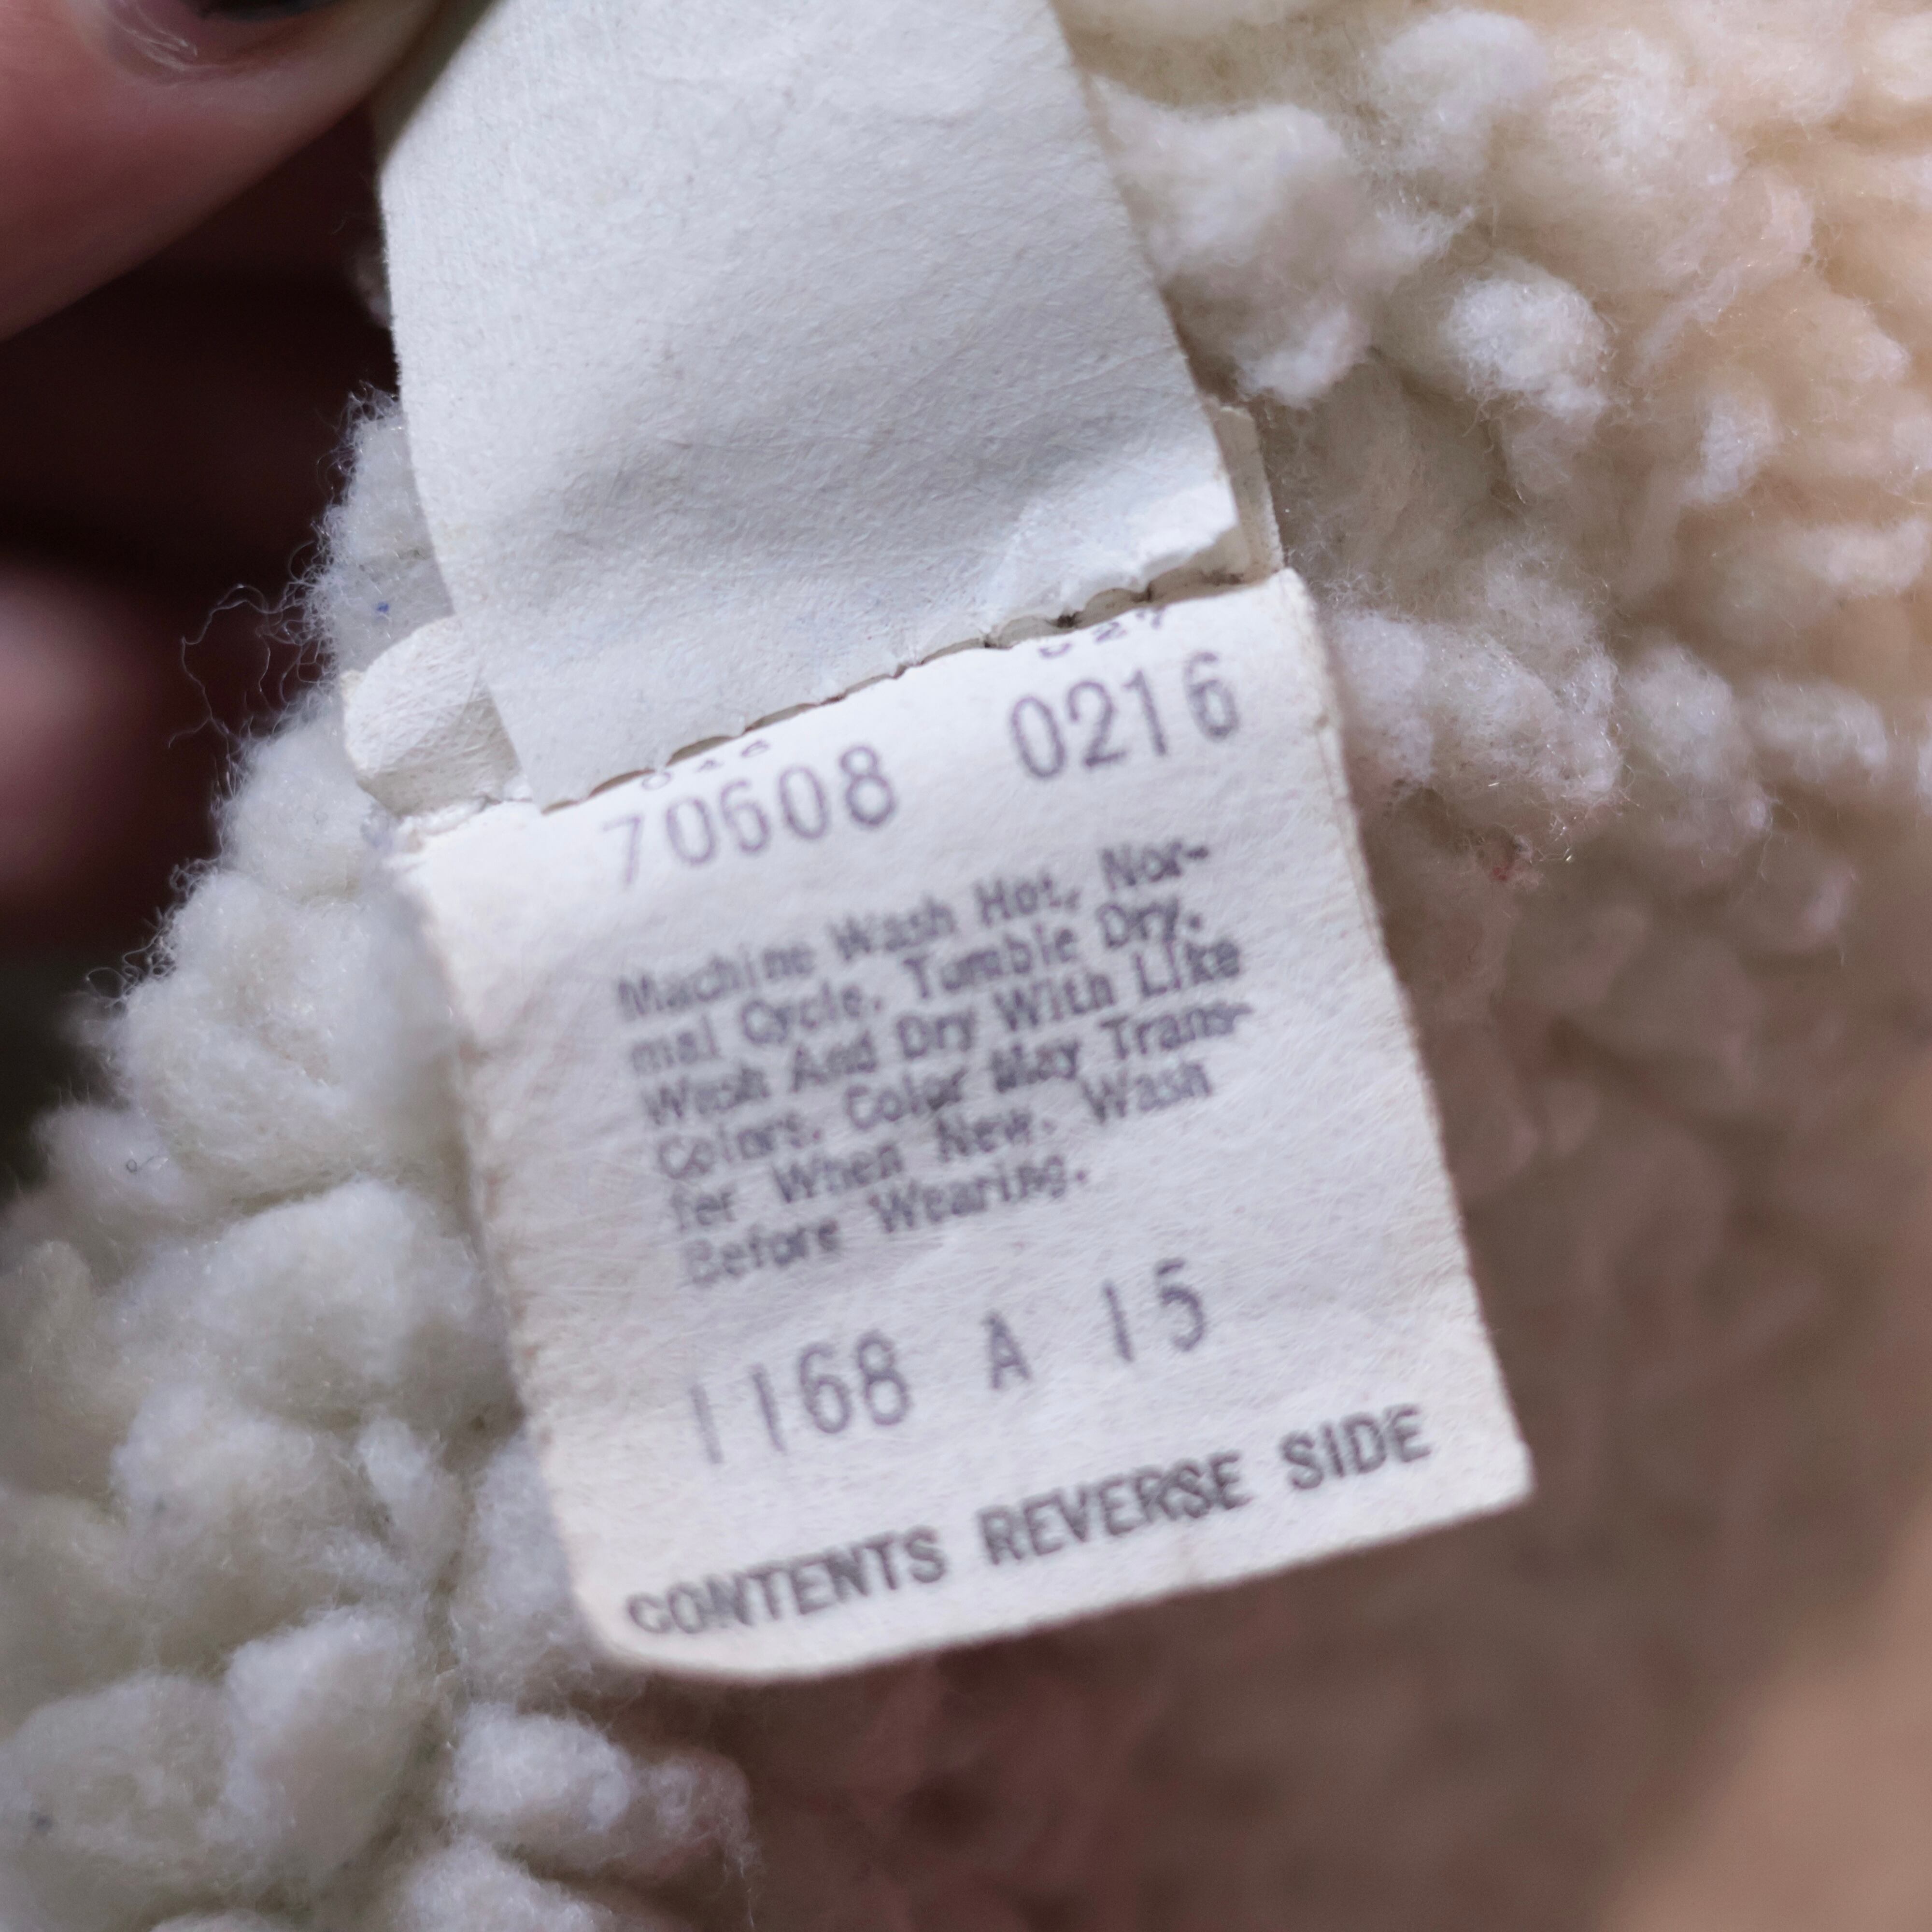 70608 0216
Machine Wash Hot, Nor-
mal Cycle. Tumble Dry.
Wash And Dry With Like
Colors. Color May Trans-
fer When New. Wash
Before Wearing.
1168 A 15
CONTENTS REVERSE SIDE